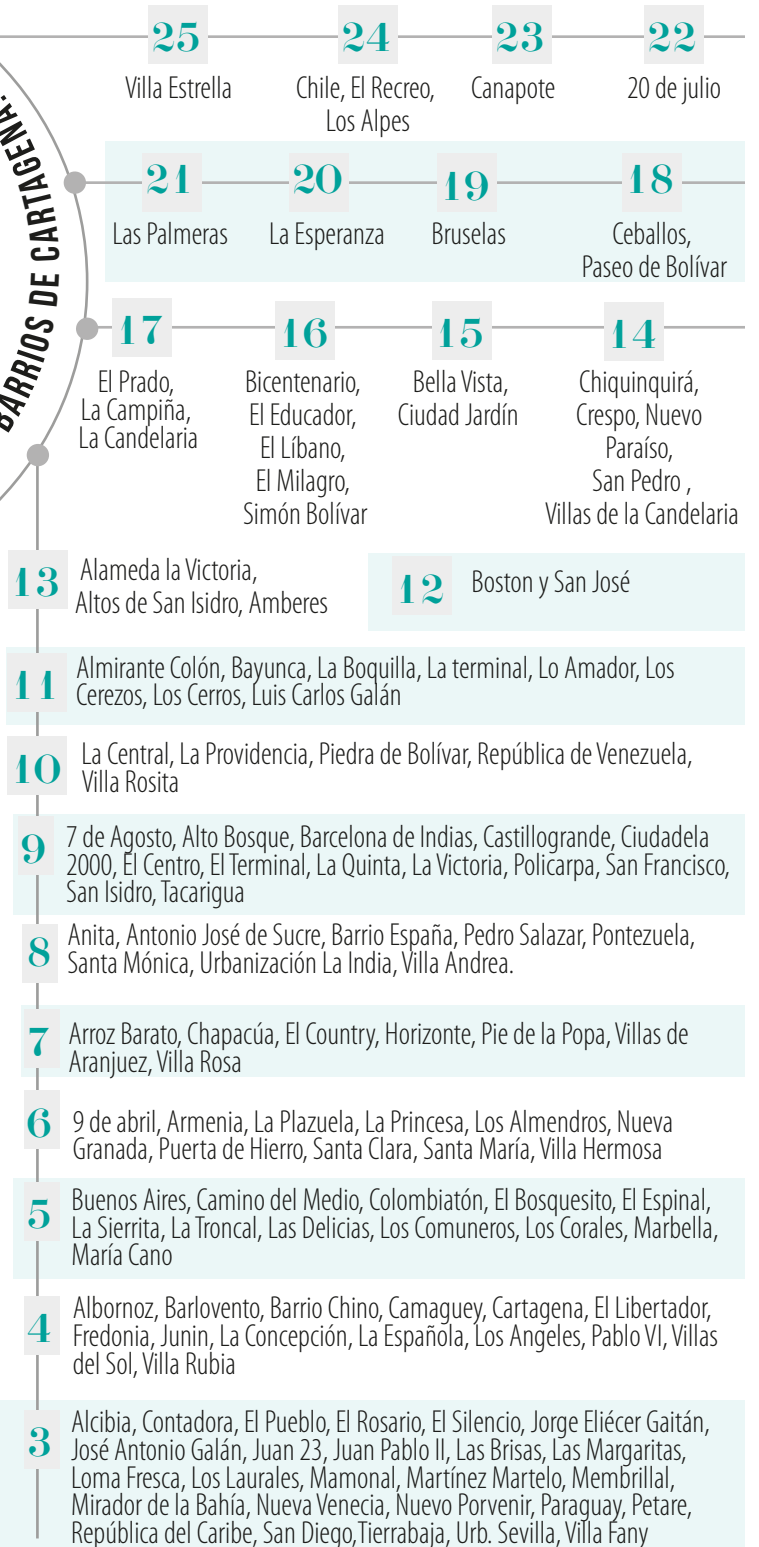 BARRIOS DE CARTAGENA.
25
Villa Estrella
24
Chile, El Recreo,
Los Alpes
23
Canapote
22
20 de julio
21
Las Palmeras
20
La Esperanza
19
Bruselas
18
Ceballos,
Paseo de Bolívar
17
El Prado,
La Campiña,
La Candelaria
16
Bicentenario,
El Educador,
El Líbano,
El Milagro,
Simón Bolívar
15
Bella Vista,
Ciudad Jardín
14
Chiquinquirá,
Crespo, Nuevo
Paraíso,
San Pedro ,
Villas de la Candelaria
13
Alameda la Victoria,
Altos de San Isidro, Amberes
12
Boston y San José
11
Almirante Colón, Bayunca, La Boquilla, La terminal, Lo Amador, Los
Cerezos, Los Cerros, Luis Carlos Galán
10
La Central, La Providencia, Piedra de Bolívar, República de Venezuela,
Villa Rosita
9
7 de Agosto, Alto Bosque, Barcelona de Indias, Castillogrande, Ciudadela
2000, El Centro, El Terminal, La Quinta, La Victoria, Policarpa, San Francisco,
San Isidro, Tacarigua
8
Anita, Antonio José de Sucre, Barrio España, Pedro Salazar, Pontezuela,
Santa Mónica, Urbanización La India, Villa Andrea.
7
Arroz Barato, Chapacúa, El Country, Horizonte, Pie de la Popa, Villas de
Aranjuez, Villa Rosa
6
9 de abril, Armenia, La Plazuela, La Princesa, Los Almendros, Nueva
Granada, Puerta de Hierro, Santa Clara, Santa María, Villa Hermosa
5
Buenos Aires, Camino del Medio, Colombiatón, El Bosquesito, El Espinal,
La Sierrita, La Troncal, Las Delicias, Los Comuneros, Los Corales, Marbella,
María Cano
4
Albornoz, Barlovento, Barrio Chino, Camaguey, Cartagena, El Libertador,
Fredonia, Junin, La Concepción, La Española, Los Angeles, Pablo VI, Villas
del Sol, Villa Rubia
3
Alcibia, Contadora, El Pueblo, El Rosario, El Silencio, Jorge Eliécer Gaitán,
José Antonio Galán, Juan 23, Juan Pablo II, Las Brisas, Las Margaritas,
Loma Fresca, Los Laurales, Mamonal, Martínez Martelo, Membrillal,
Mirador de la Bahía, Nueva Venecia, Nuevo Porvenir, Paraguay, Petare,
República del Caribe, San Diego,Tierrabaja, Urb. Sevilla, Villa Fany